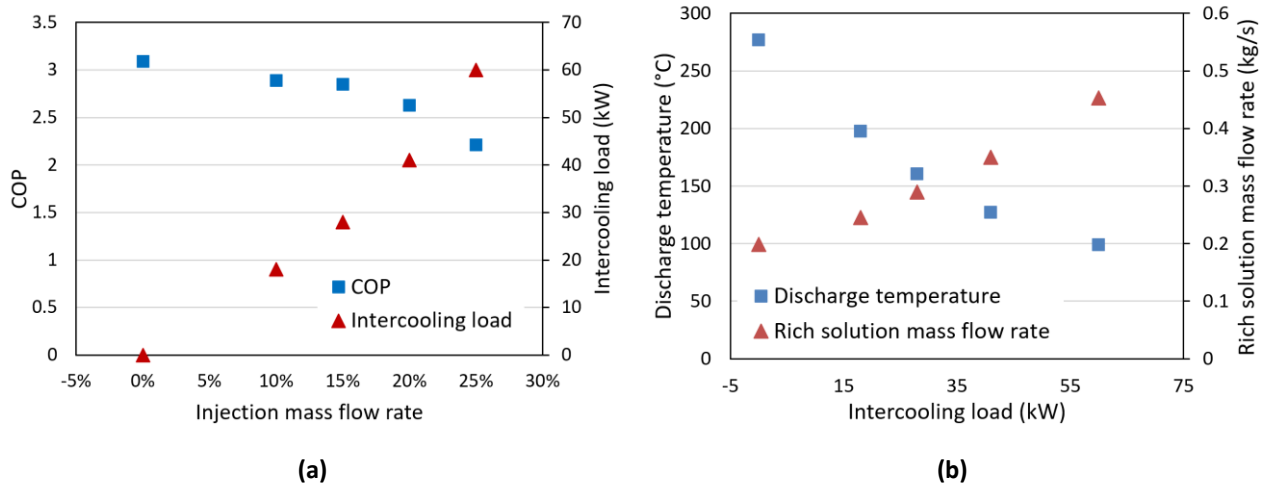 3.5
3
2.5
2
1.5
1
0.5
0
COP
70
60
50
40
30
20
10
0
Intercooling load (kW)
COP
Intercooling load
-5% 0% 5% 10% 15% 20% 25% 30%
Injection mass flow rate
(a)
300
250
200
150
100
50
0
Discharge temperature (°C)
0.6
0.5
0.4
0.3
0.2
0.1
0
Rich solution mass flow rate (kg/s)
Discharge temperature
Rich solution mass flow rate
-5 15 35 55 75
Intercooling load (kW)
(b)